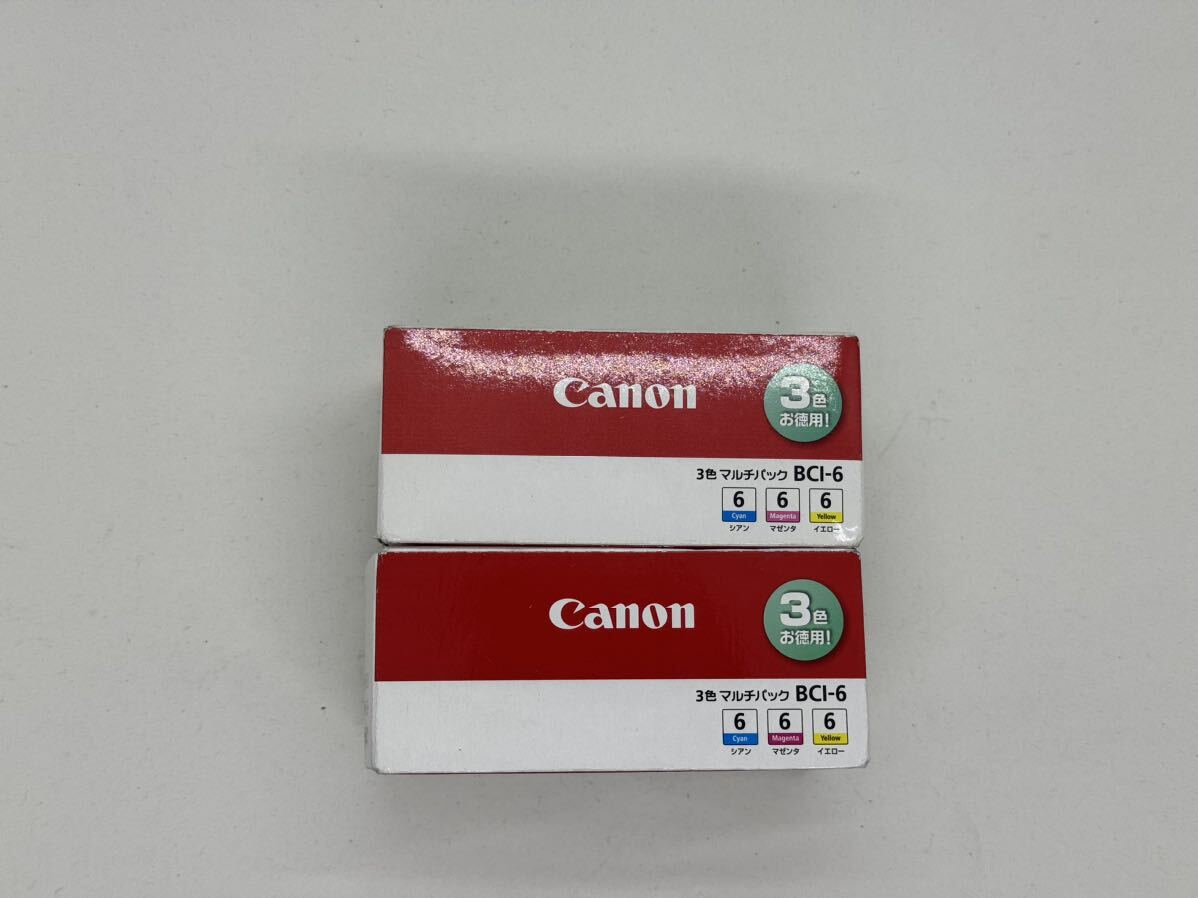 Canon
3色
お徳用!
3色 マルチパック BCI-6
6 6 6
Cyan Magenta Yellow
シアン マゼンタ イエロー
Canon
3色
お徳用!
3色 マルチパック BCI-6
6 6 6
Cyan Magenta Yellow
シアン マゼンタ イエロー